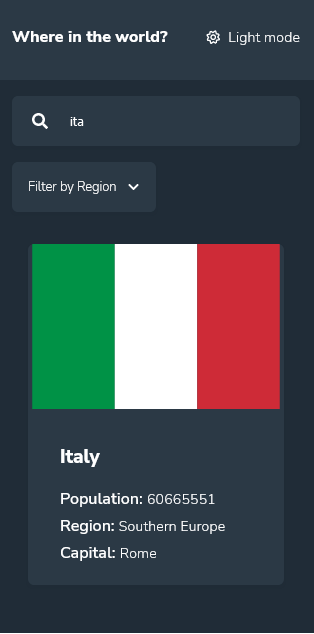 Where in the world?
Light mode
ita
Filter by Region
Italy
Population: 60665551
Region: Southern Europe
Capital: Rome